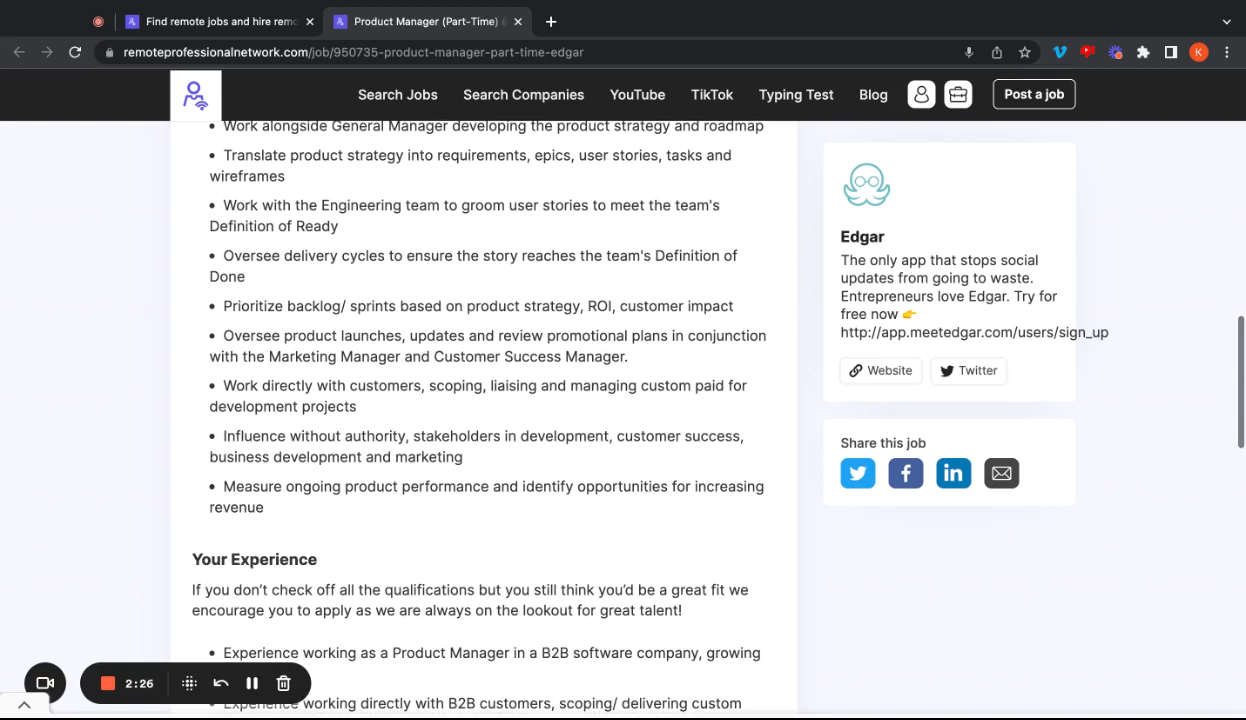 Find remote jobs and hire remo
Product Manager (Part-Time)
remoteprofessionalnetwork.com/job/950735-product-manager-part-time-edgar
K
Search Jobs Search Companies YouTube TikTok Typing Test Blog Post a job
• Work alongside General Manager developing the product strategy and roadmap
• Translate product strategy into requirements, epics, user stories, tasks and
wireframes
• Work with the Engineering team to groom user stories to meet the team's
Definition of Ready
• Oversee delivery cycles to ensure the story reaches the team's Definition of
Done
• Prioritize backlog/ sprints based on product strategy, ROI, customer impact
• Oversee product launches, updates and review promotional plans in conjunction
with the Marketing Manager and Customer Success Manager.
• Work directly with customers, scoping, liaising and managing custom paid for
development projects
• Influence without authority, stakeholders in development, customer success,
business development and marketing
• Measure ongoing product performance and identify opportunities for increasing
revenue
Your Experience
If you don’t check off all the qualifications but you still think you’d be a great fit we
encourage you to apply as we are always on the lookout for great talent!
• Experience working as a Product Manager in a B2B software company, growing
Experience working directly with B2B customers, scoping/ delivering custom
2:26
Edgar
The only app that stops social
updates from going to waste.
Entrepreneurs love Edgar. Try for
free now 👉
http://app.meetedgar.com/users/sign_up
Website Twitter
Share this job